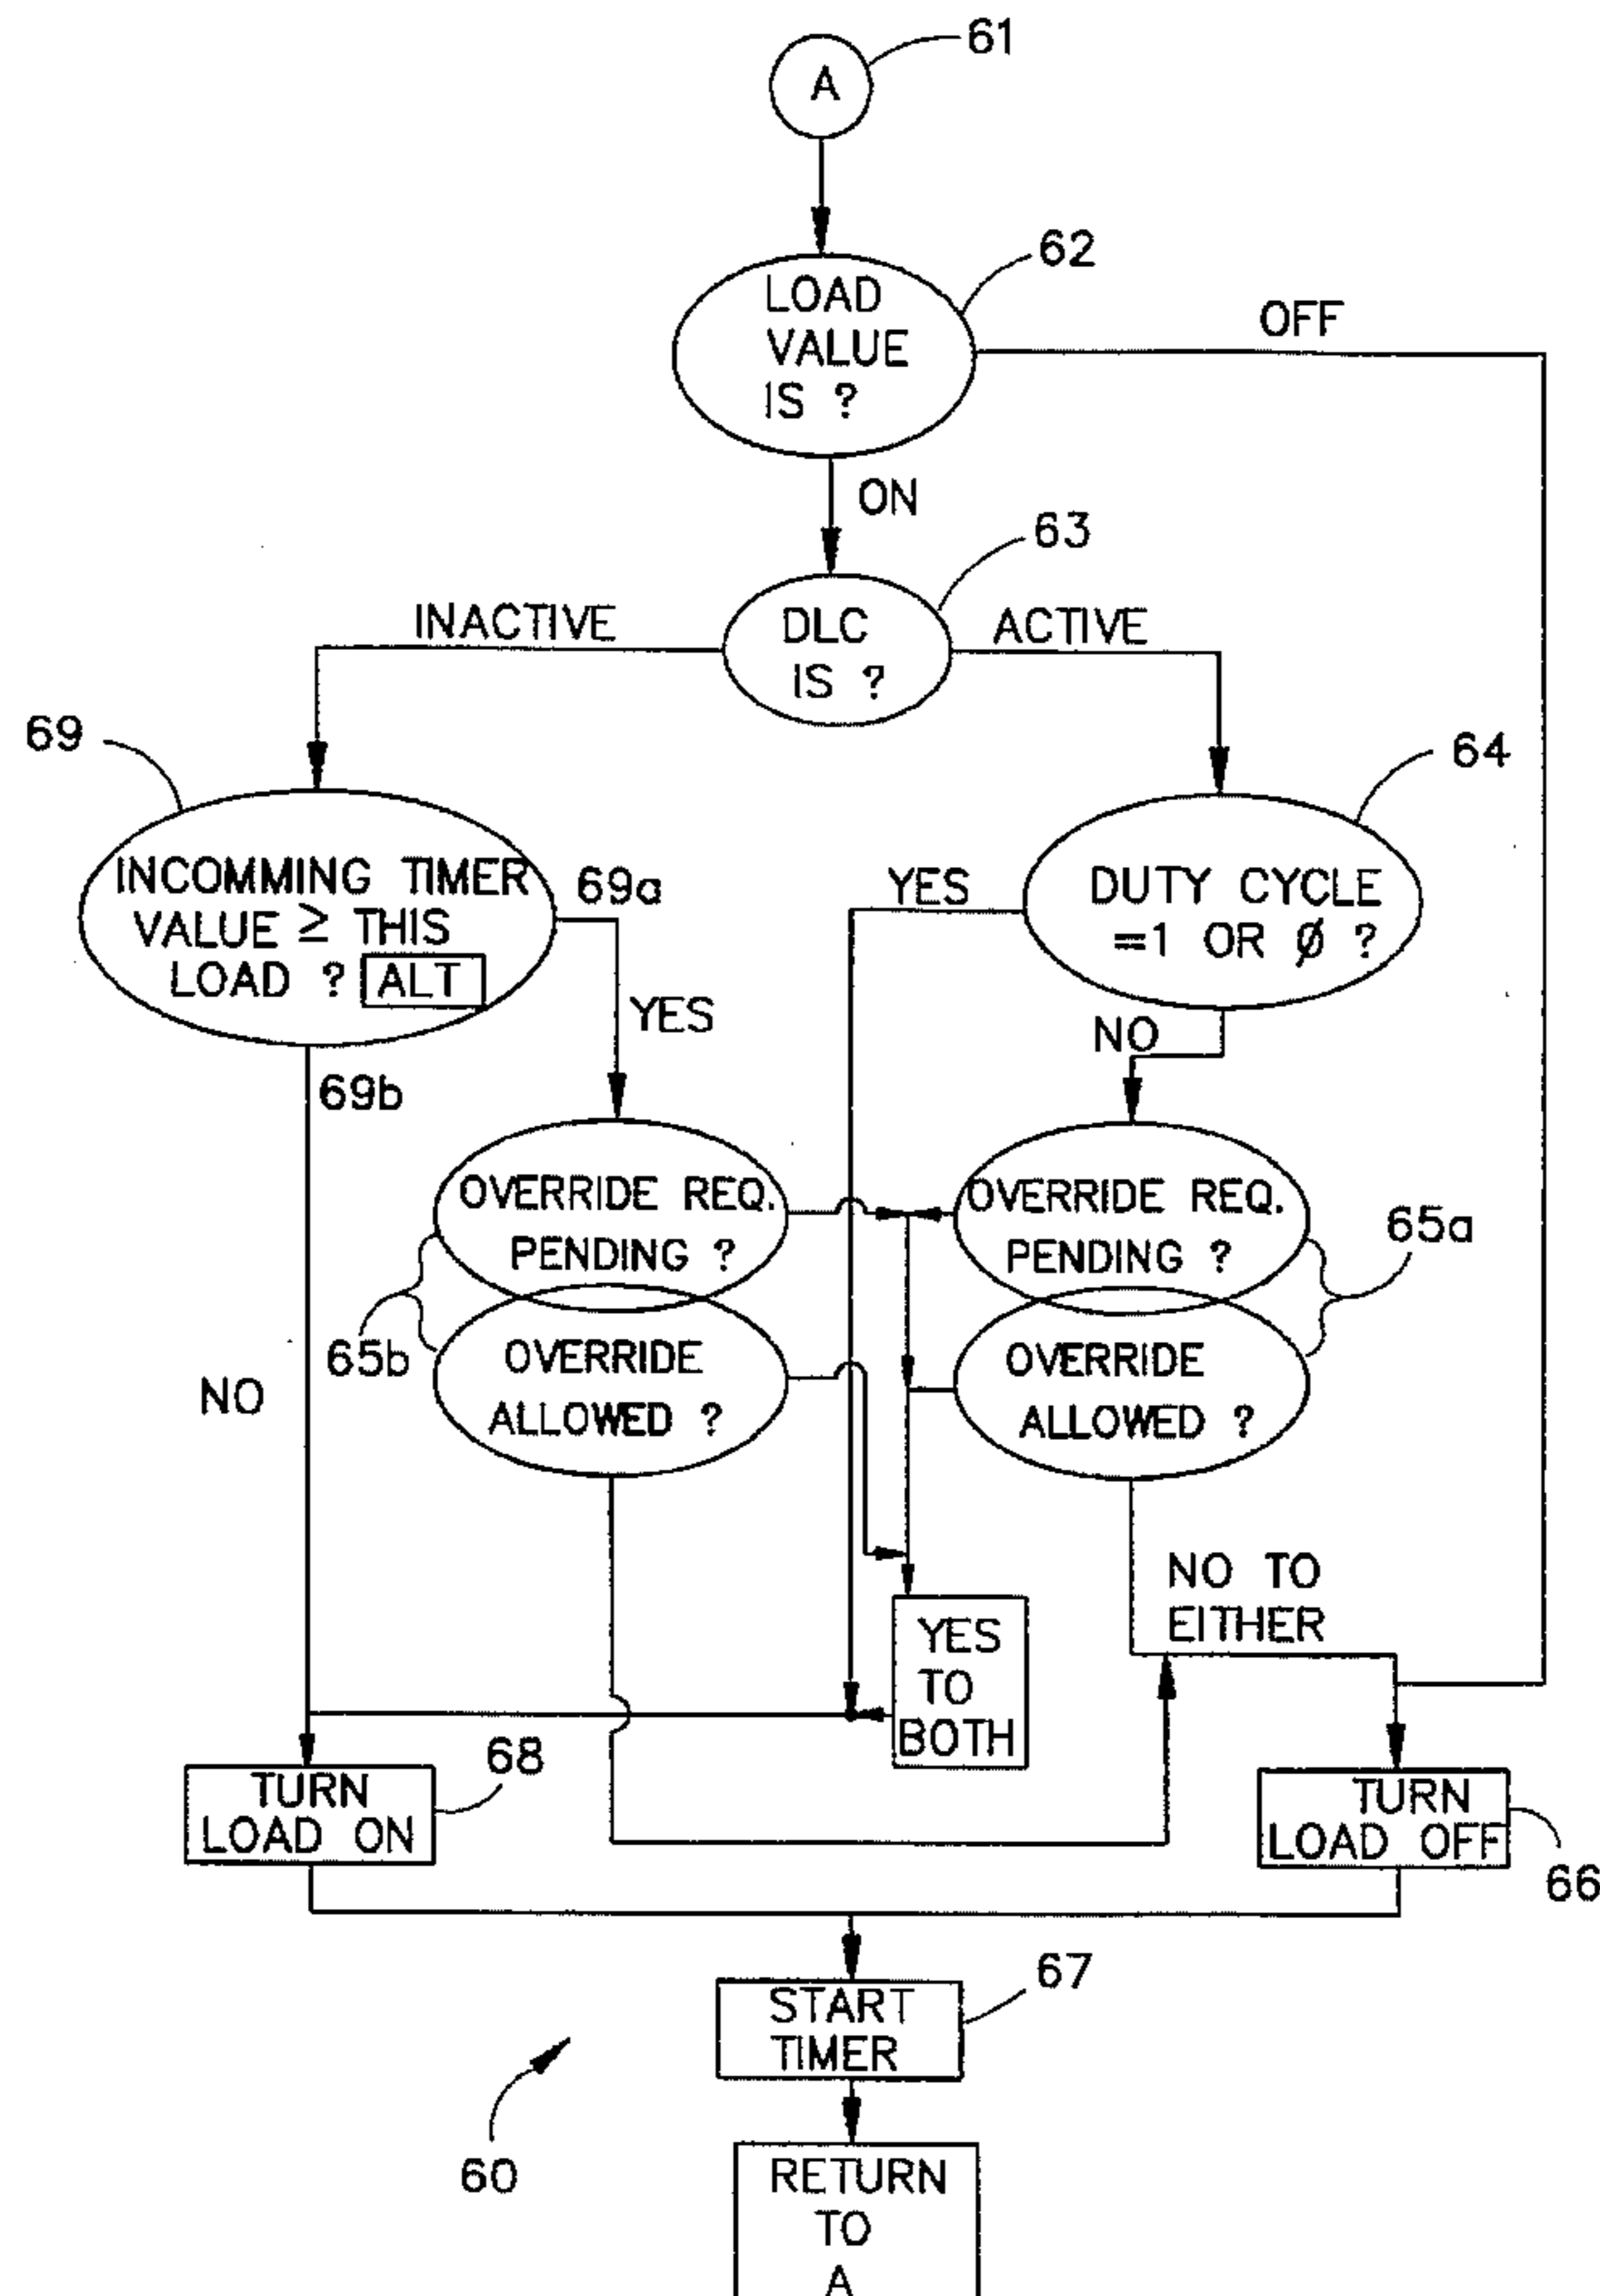 61
A
62
LOAD
VALUE
IS ?
OFF
ON
63
DLC
IS ?
INACTIVE
ACTIVE
69
64
INCOMMING TIMER
VALUE ≥ THIS
LOAD ? ALT
69a
YES
69b
YES
DUTY CYCLE
=1 OR Ø ?
NO
OVERRIDE REQ.
PENDING ?
OVERRIDE
ALLOWED ?
65b
OVERRIDE REQ.
PENDING ?
OVERRIDE
ALLOWED ?
65a
NO
NO TO
EITHER
YES
TO
BOTH
68
TURN
LOAD ON
TURN
LOAD OFF
66
67
START
TIMER
60
RETURN
TO
A